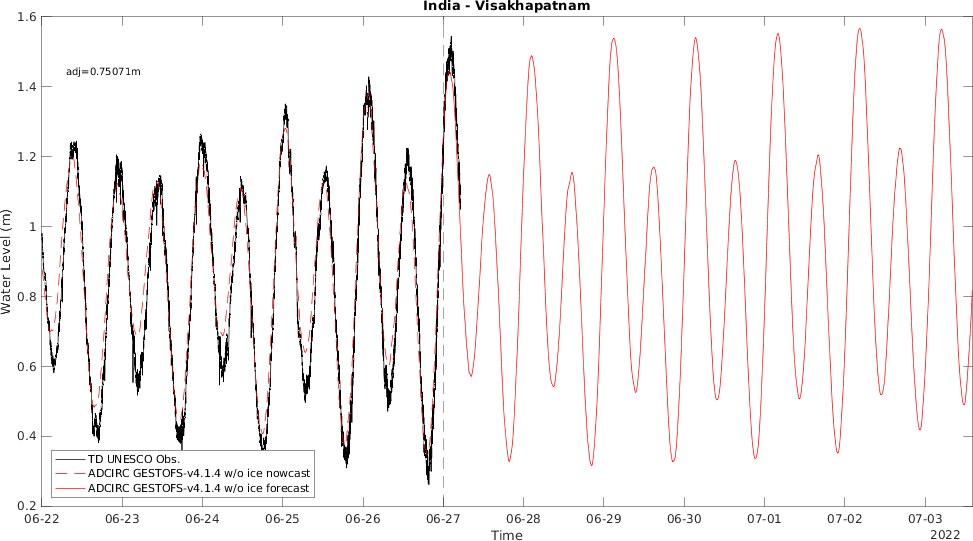 India - Visakhapatnam
adj=0.75071m
Water Level (m)
1.6
1.4
1.2
1
0.8
0.6
0.4
0.2
TD UNESCO Obs.
ADCIRC GESTOFS-v4.1.4 w/o ice nowcast
ADCIRC GESTOFS-v4.1.4 w/o ice forecast
06-22 06-23 06-24 06-25 06-26 06-27 06-28 06-29 06-30 07-01 07-02 07-03
2022
Time